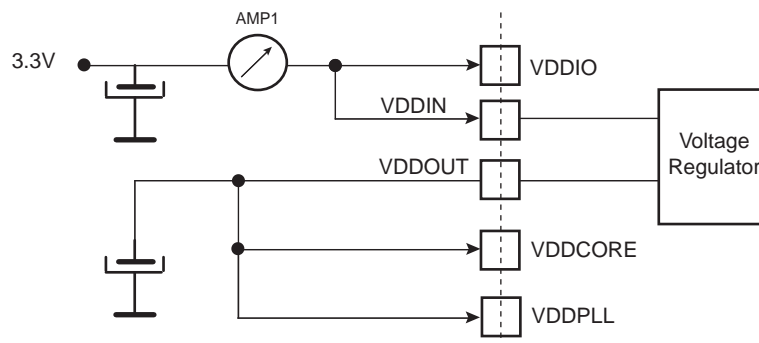 AMP1
3.3V
VDDIO
VDDIN
Voltage
Regulator
VDDOUT
VDDCORE
VDDPLL